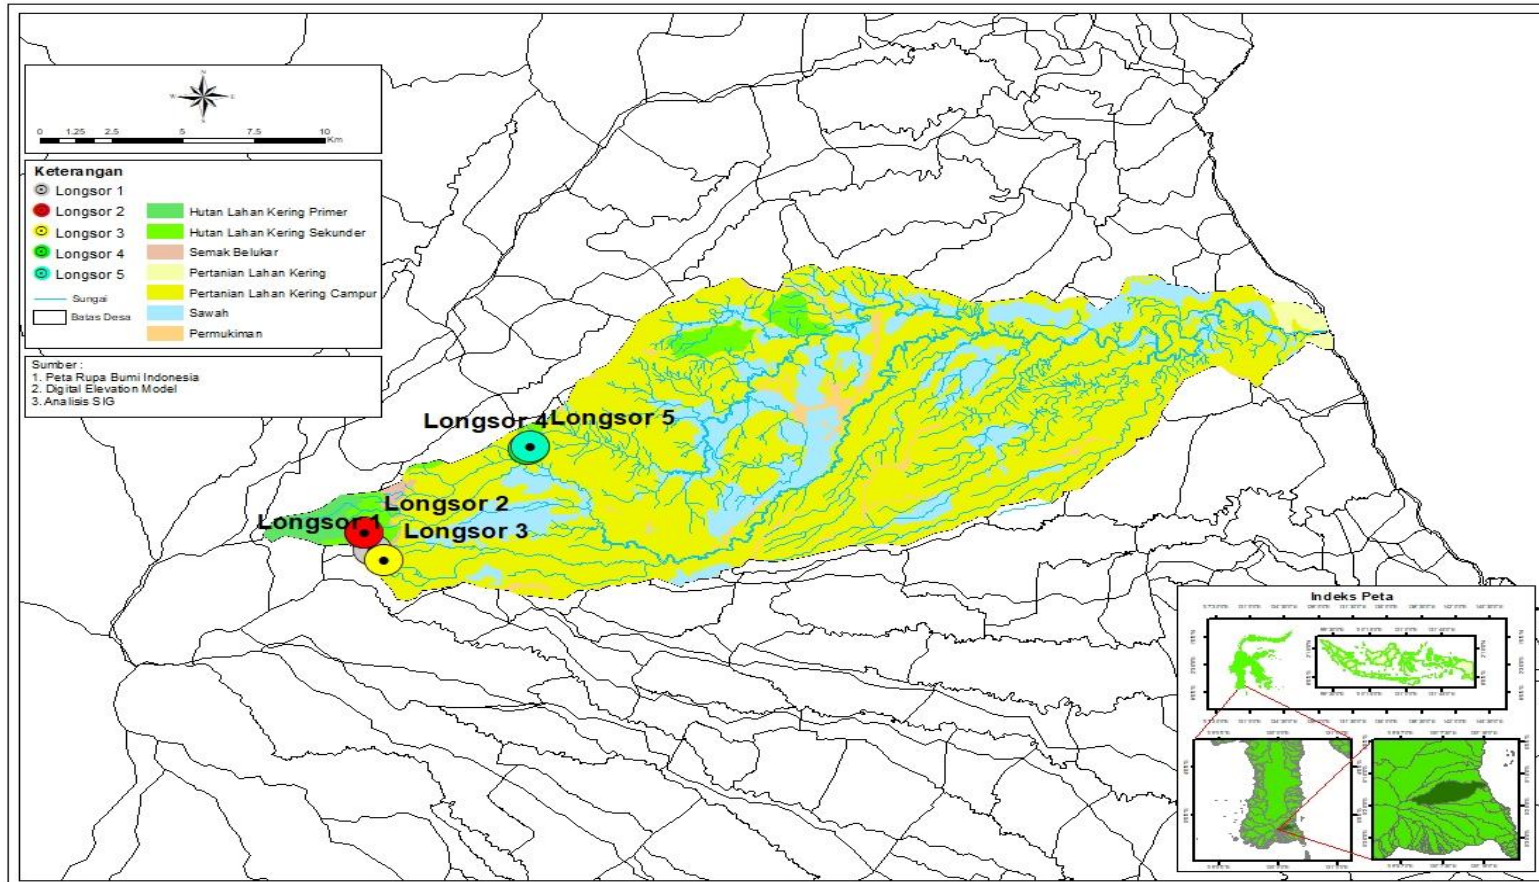 N
W E
S
0 1.25 2.5 5 7.5 10
Km
Keterangan
Longsor 1
Longsor 2
Longsor 3
Longsor 4
Longsor 5
Sungai
Batas Desa
Hutan Lahan Kering Primer
Hutan Lahan Kering Sekunder
Semak Belukar
Pertanian Lahan Kering
Pertanian Lahan Kering Campur
Sawah
Permukiman
Sumber :
1. Peta Rupa Bumi Indonesia
2. Digital Elevation Model
3. Analisis SIG
Longsor 4
Longsor 5
Longsor 2
Longsor 1
Longsor 3
Indeks Peta